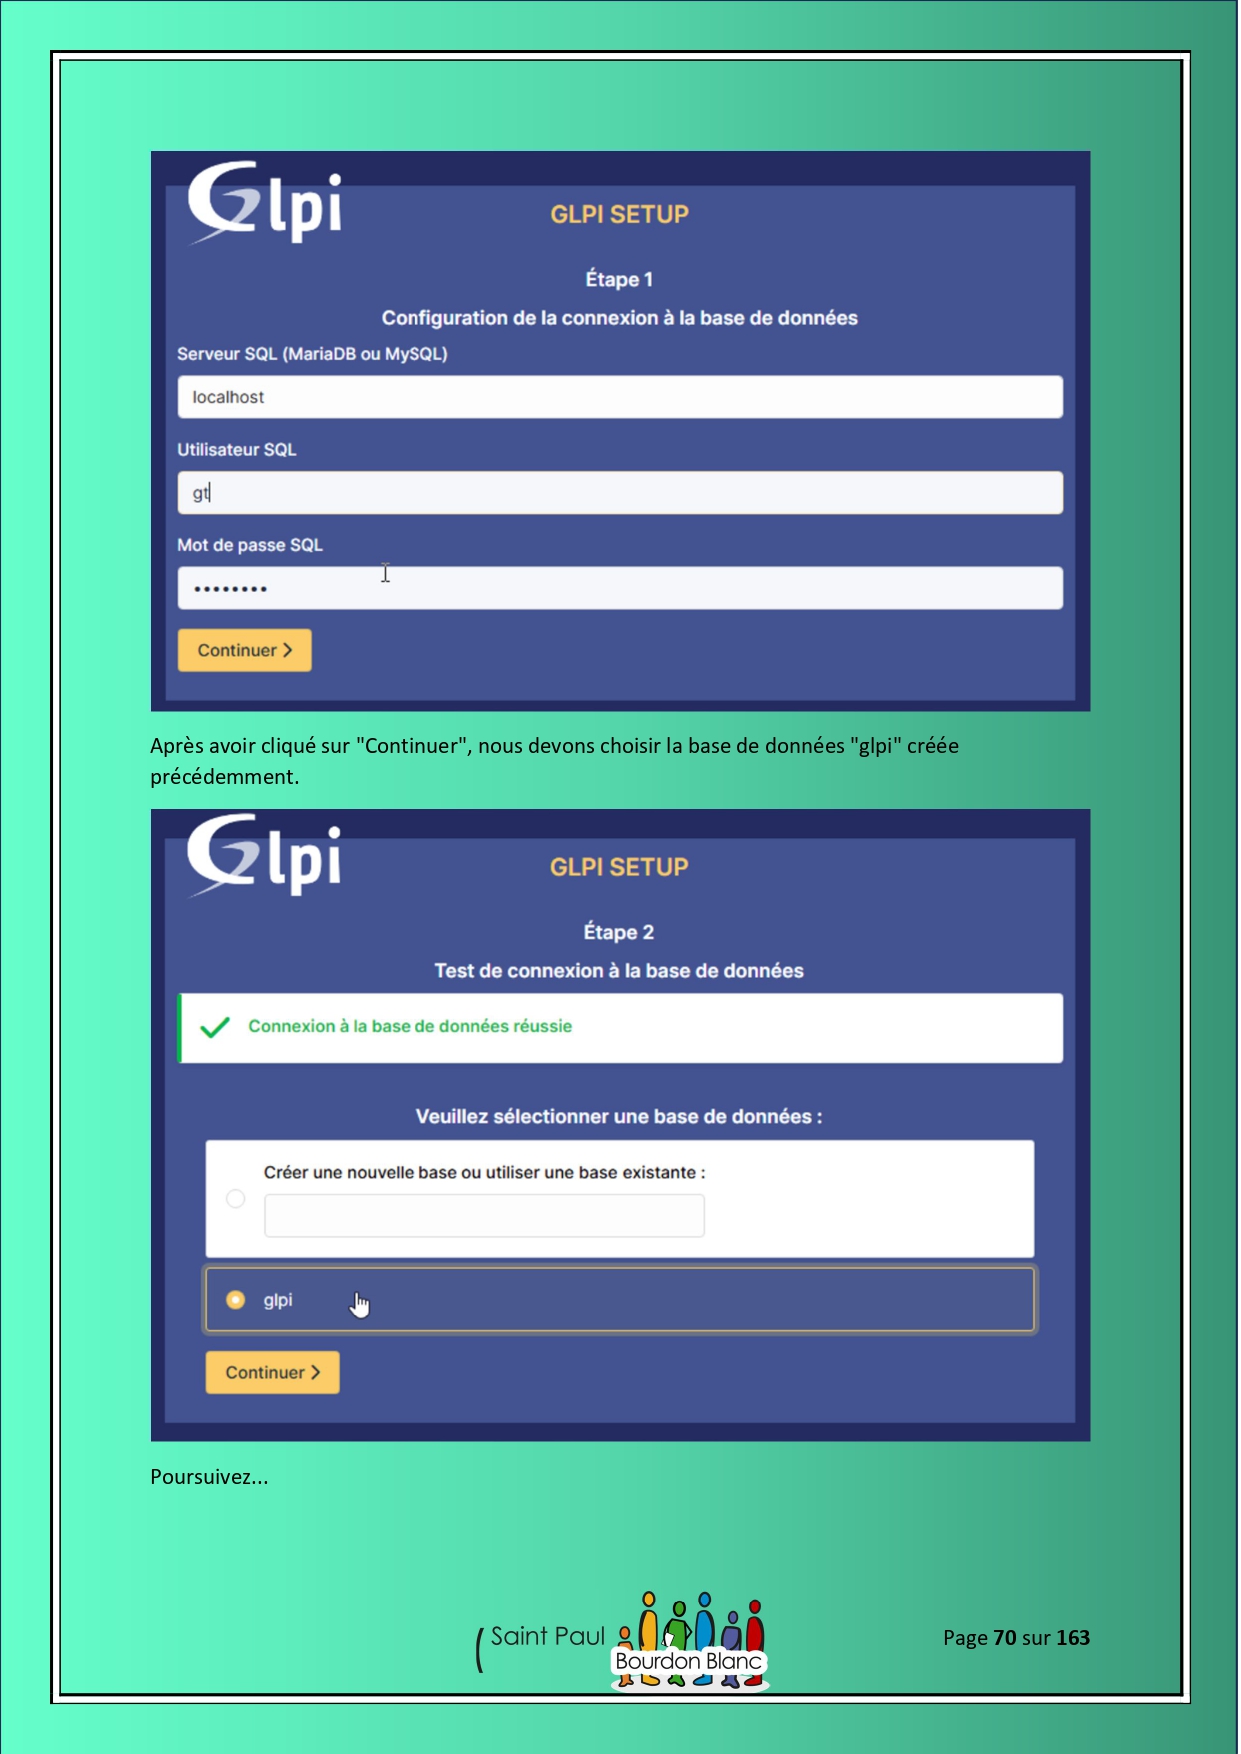 Glpi
GLPI SETUP
Étape 1
Configuration de la connexion à la base de données
Serveur SQL (MariaDB ou MySQL)
localhost
Utilisateur SQL
gt
Mot de passe SQL
••••••••
Continuer >
Après avoir cliqué sur "Continuer", nous devons choisir la base de données "glpi" créée
précédemment.
Glpi
GLPI SETUP
Étape 2
Test de connexion à la base de données
Connexion à la base de données réussie
Veuillez sélectionner une base de données :
Créer une nouvelle base ou utiliser une base existante :
glpi
Continuer >
Poursuivez...
Saint Paul
Bourdon Blanc
Page 70 sur 163